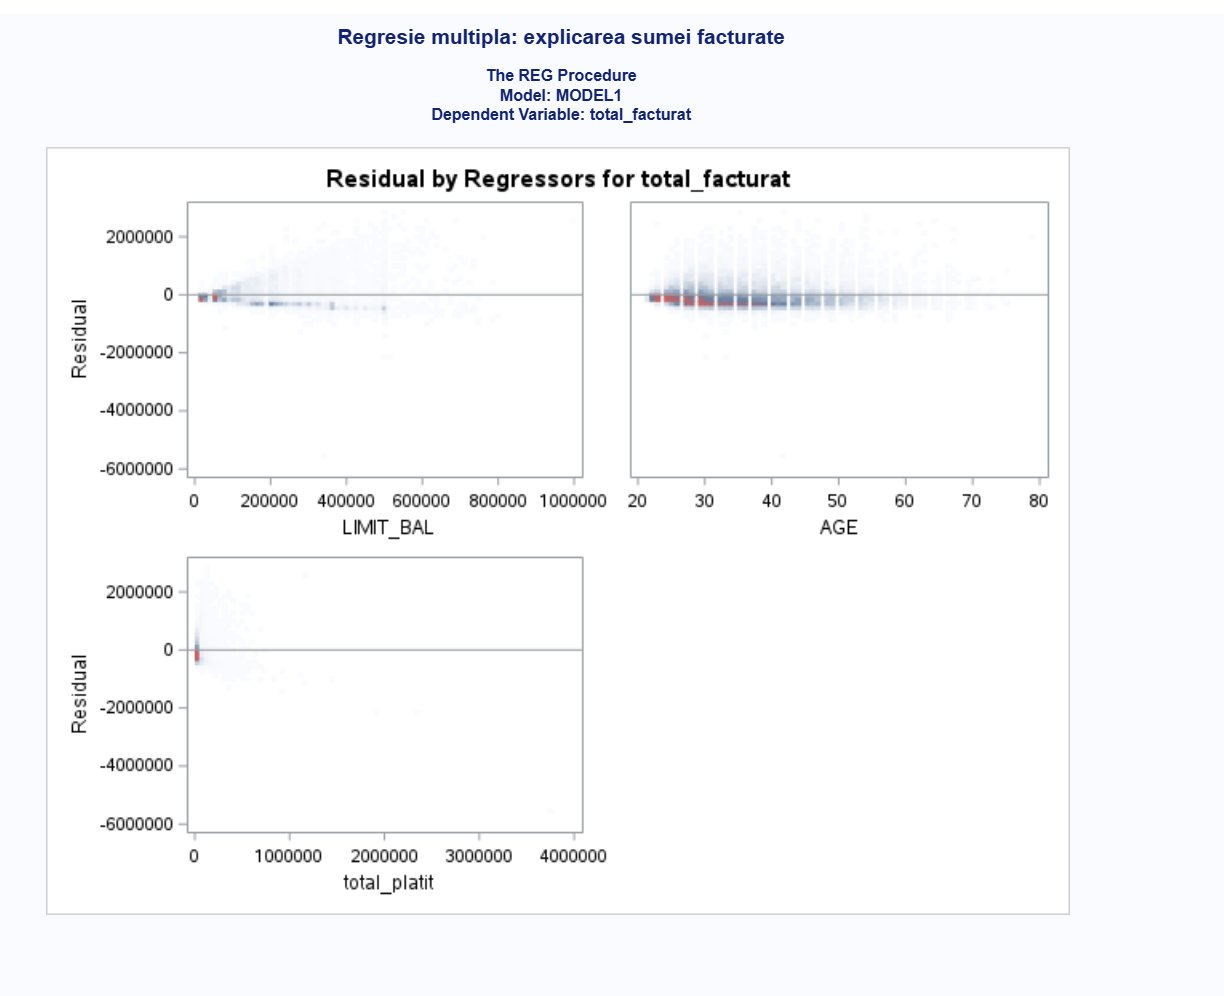 Regresie multipla: explicarea sumei facturate
The REG Procedure
Model: MODEL1
Dependent Variable: total_facturat
Residual by Regressors for total_facturat
Residual
2000000
0
-2000000
-4000000
-6000000
0 200000 400000 600000 800000 1000000
LIMIT_BAL
20 30 40 50 60 70 80
AGE
Residual
2000000
0
-2000000
-4000000
-6000000
0 1000000 2000000 3000000 4000000
total_platit